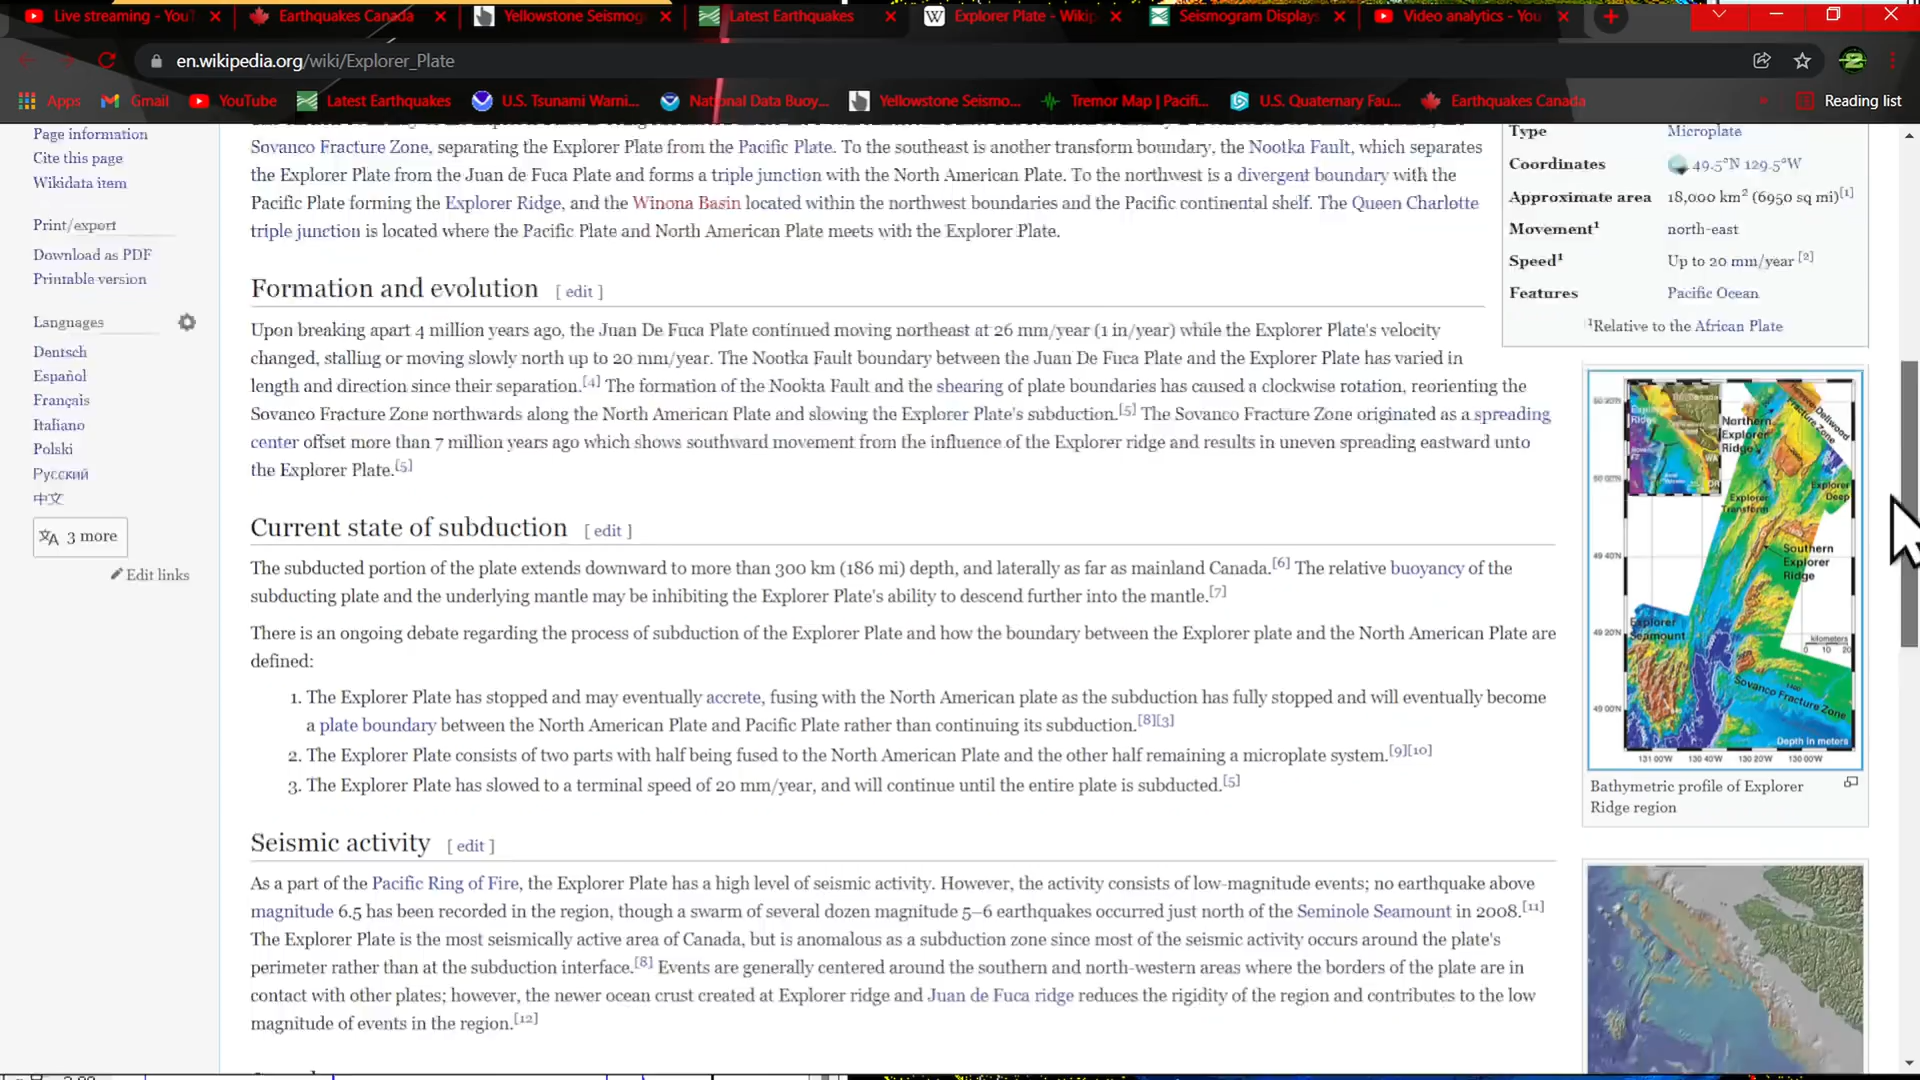 Live streaming - YouT
Earthquakes Canada
Yellowstone Seismog
Latest Earthquakes
Explorer Plate - Wikip
Seismogram Displays
Video analytics - You
en.wikipedia.org/wiki/Explorer_Plate
Apps
Gmail
YouTube
Latest Earthquakes
U.S. Tsunami Warni...
National Data Buoy...
Yellowstone Seismo...
Tremor Map | Pacifi...
U.S. Quaternary Fau...
Earthquakes Canada
Reading list
Page information
Cite this page
Wikidata item
Print/export
Download as PDF
Printable version
Languages
Deutsch
Español
Français
Italiano
Polski
Русский
中文
3 more
Edit links
Sovanco Fracture Zone, separating the Explorer Plate from the Pacific Plate. To the southeast is another transform boundary, the Nootka Fault, which separates
the Explorer Plate from the Juan de Fuca Plate and forms a triple junction with the North American Plate. To the northwest is a divergent boundary with the
Pacific Plate forming the Explorer Ridge, and the Winona Basin located within the northwest boundaries and the Pacific continental shelf. The Queen Charlotte
triple junction is located where the Pacific Plate and North American Plate meets with the Explorer Plate.
Formation and evolution [ edit ]
Upon breaking apart 4 million years ago, the Juan De Fuca Plate continued moving northeast at 26 mm/year (1 in/year) while the Explorer Plate's velocity
changed, stalling or moving slowly north up to 20 mm/year. The Nootka Fault boundary between the Juan De Fuca Plate and the Explorer Plate has varied in
length and direction since their separation.[4] The formation of the Nookta Fault and the shearing of plate boundaries has caused a clockwise rotation, reorienting the
Sovanco Fracture Zone northwards along the North American Plate and slowing the Explorer Plate's subduction.[5] The Sovanco Fracture Zone originated as a spreading
center offset more than 7 million years ago which shows southward movement from the influence of the Explorer ridge and results in uneven spreading eastward unto
the Explorer Plate.[5]
Current state of subduction [ edit ]
The subducted portion of the plate extends downward to more than 300 km (186 mi) depth, and laterally as far as mainland Canada.[6] The relative buoyancy of the
subducting plate and the underlying mantle may be inhibiting the Explorer Plate's ability to descend further into the mantle.[7]
There is an ongoing debate regarding the process of subduction of the Explorer Plate and how the boundary between the Explorer plate and the North American Plate are
defined:
1. The Explorer Plate has stopped and may eventually accrete, fusing with the North American plate as the subduction has fully stopped and will eventually become
a plate boundary between the North American Plate and Pacific Plate rather than continuing its subduction.[8][3]
2. The Explorer Plate consists of two parts with half being fused to the North American Plate and the other half remaining a microplate system.[9][10]
3. The Explorer Plate has slowed to a terminal speed of 20 mm/year, and will continue until the entire plate is subducted.[5]
Seismic activity [ edit ]
As a part of the Pacific Ring of Fire, the Explorer Plate has a high level of seismic activity. However, the activity consists of low-magnitude events; no earthquake above
magnitude 6.5 has been recorded in the region, though a swarm of several dozen magnitude 5–6 earthquakes occurred just north of the Seminole Seamount in 2008.[11]
The Explorer Plate is the most seismically active area of Canada, but is anomalous as a subduction zone since most of the seismic activity occurs around the plate's
perimeter rather than at the subduction interface.[8] Events are generally centered around the southern and north-western areas where the borders of the plate are in
contact with other plates; however, the newer ocean crust created at Explorer ridge and Juan de Fuca ridge reduces the rigidity of the region and contributes to the low
magnitude of events in the region.[12]
Type Microplate
Coordinates 49.5°N 129.5°W
Approximate area 18,000 km² (6950 sq mi)[1]
Movement¹ north-east
Speed¹ Up to 20 mm/year [2]
Features Pacific Ocean
¹Relative to the African Plate
Northern
Explorer
Ridge
Dellwood
Fracture Zone
Explorer
Deep
Explorer
Transform
Southern
Explorer
Ridge
Explorer
Seamount
kilometers
0 10 20
Sovanco Fracture Zone
Depth in meters
49 40'N
49 20'N
49 00'N
131 00'W 130 40'W 130 20'W 130 00'W
Bathymetric profile of Explorer
Ridge region